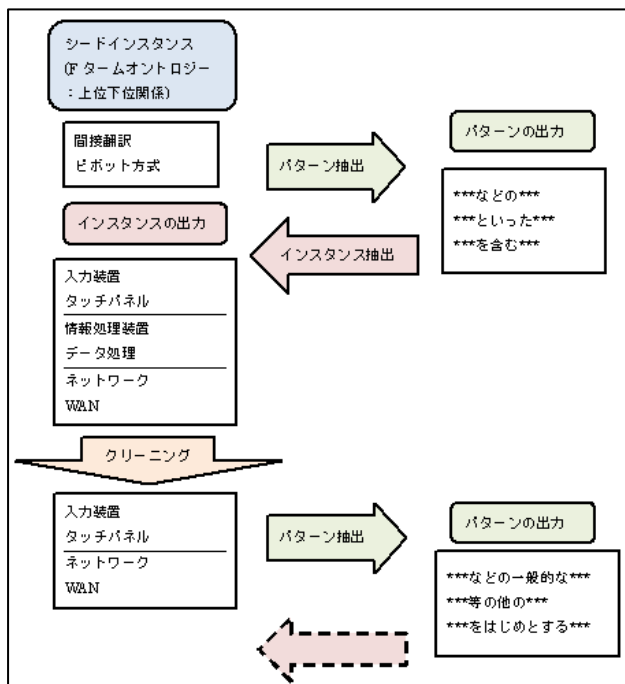 シードインスタンス
(Fタームオントロジー
：上位下位関係)
間接翻訳
ピボット方式
パターン抽出
パターンの出力
***などの***
***といった***
***を含む***
インスタンスの出力
インスタンス抽出
入力装置
タッチパネル
情報処理装置
データ処理
ネットワーク
WAN
クリーニング
入力装置
タッチパネル
ネットワーク
WAN
パターン抽出
パターンの出力
***などの一般的な***
***等の他の***
***をはじめとする***